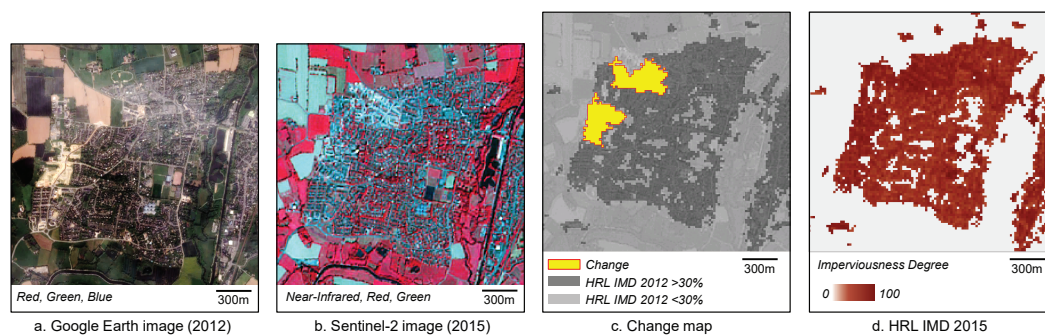 Red, Green, Blue
300m
a. Google Earth image (2012)
Near-Infrared, Red, Green
300m
b. Sentinel-2 image (2015)
Change
HRL IMD 2012 >30%
HRL IMD 2012 <30%
300m
c. Change map
Imperviousness Degree
0
100
300m
d. HRL IMD 2015